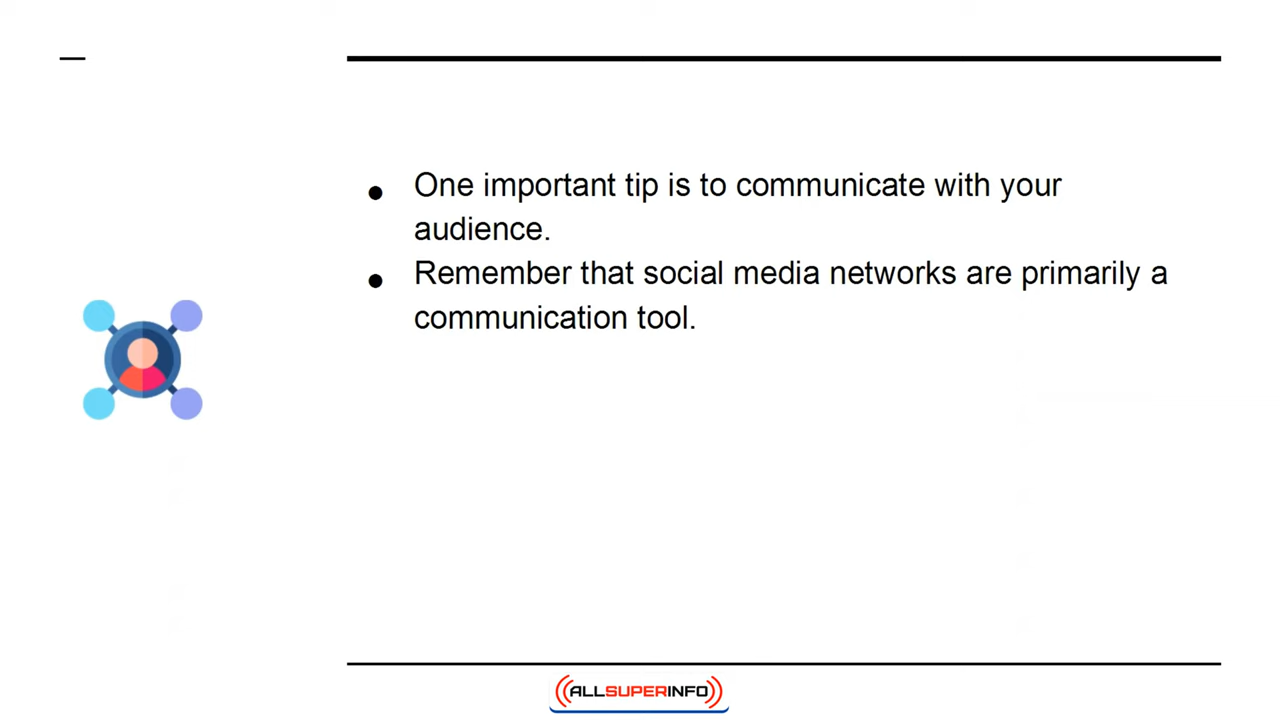 ● One important tip is to communicate with your
audience.
● Remember that social media networks are primarily a
communication tool.
ALLSUPERINFO